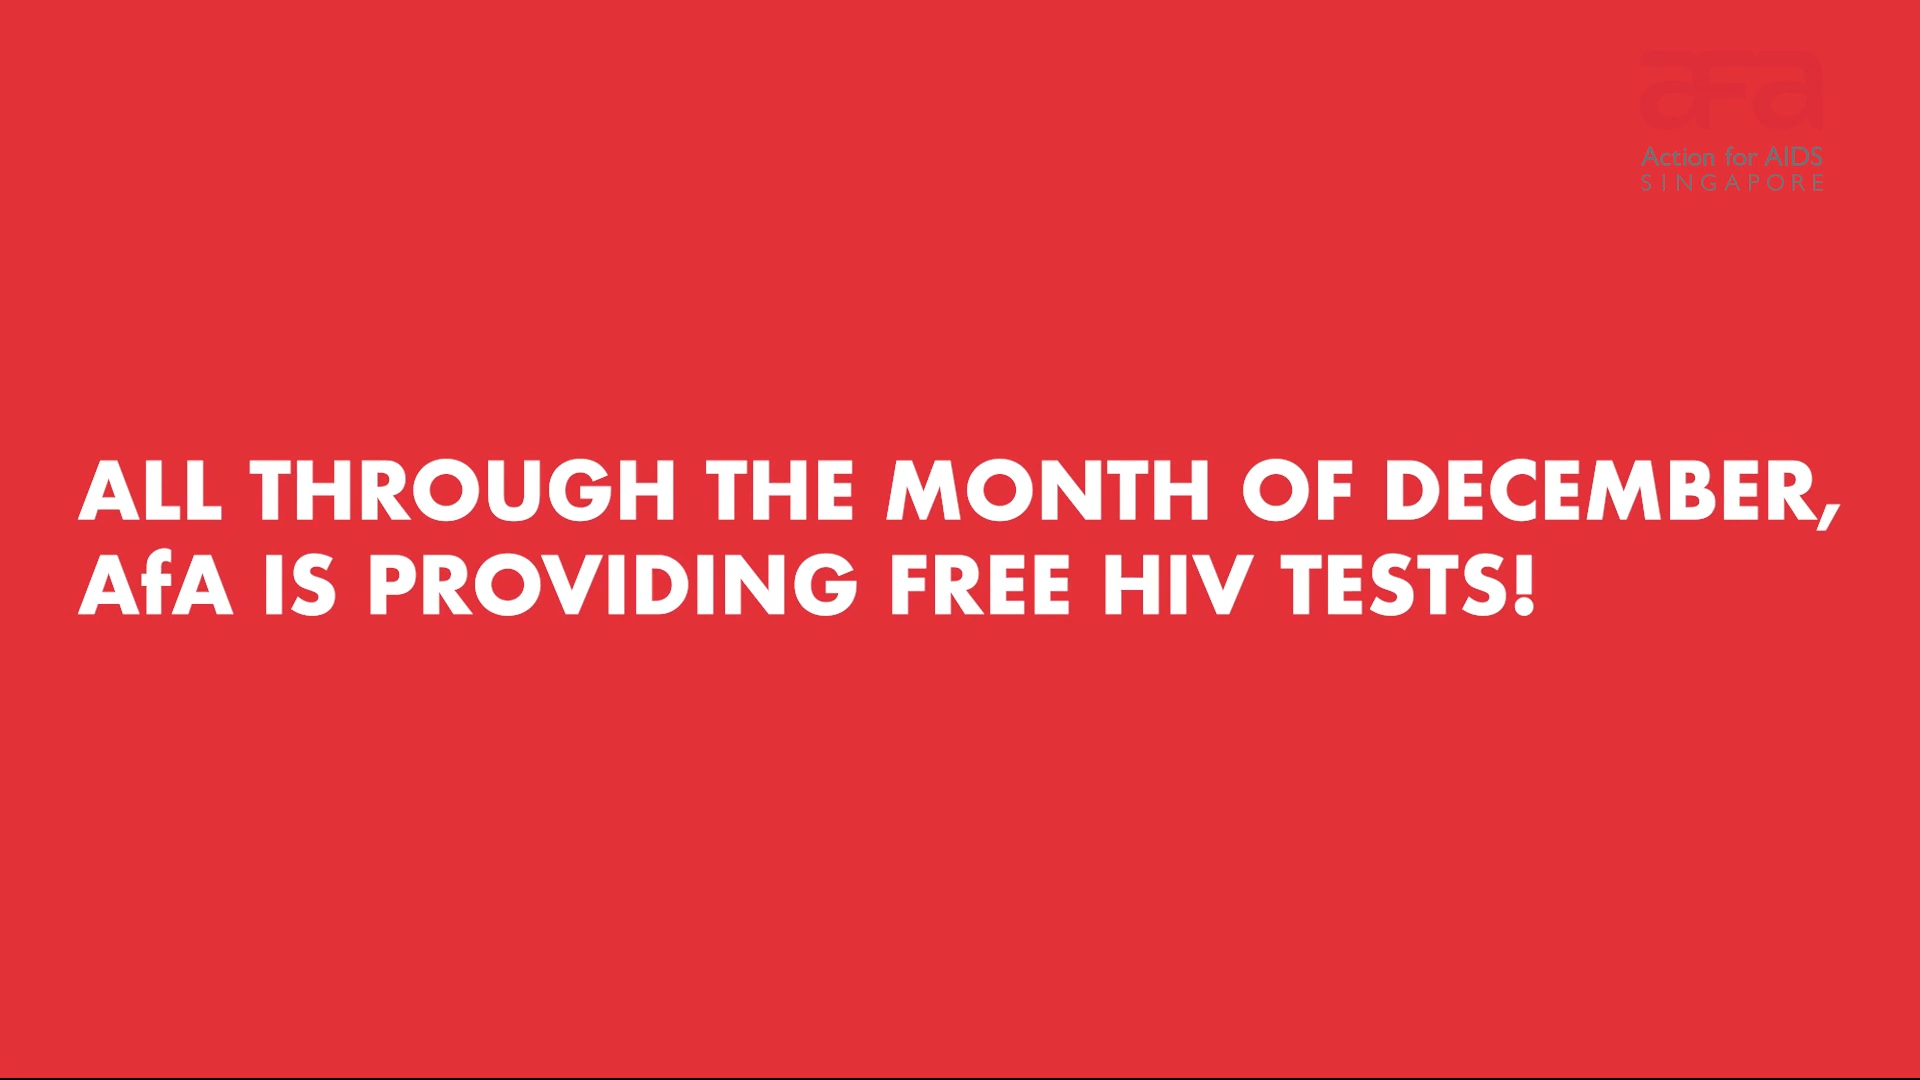 afa
Action for AIDS
SINGAPORE
ALL THROUGH THE MONTH OF DECEMBER,
AfA IS PROVIDING FREE HIV TESTS!